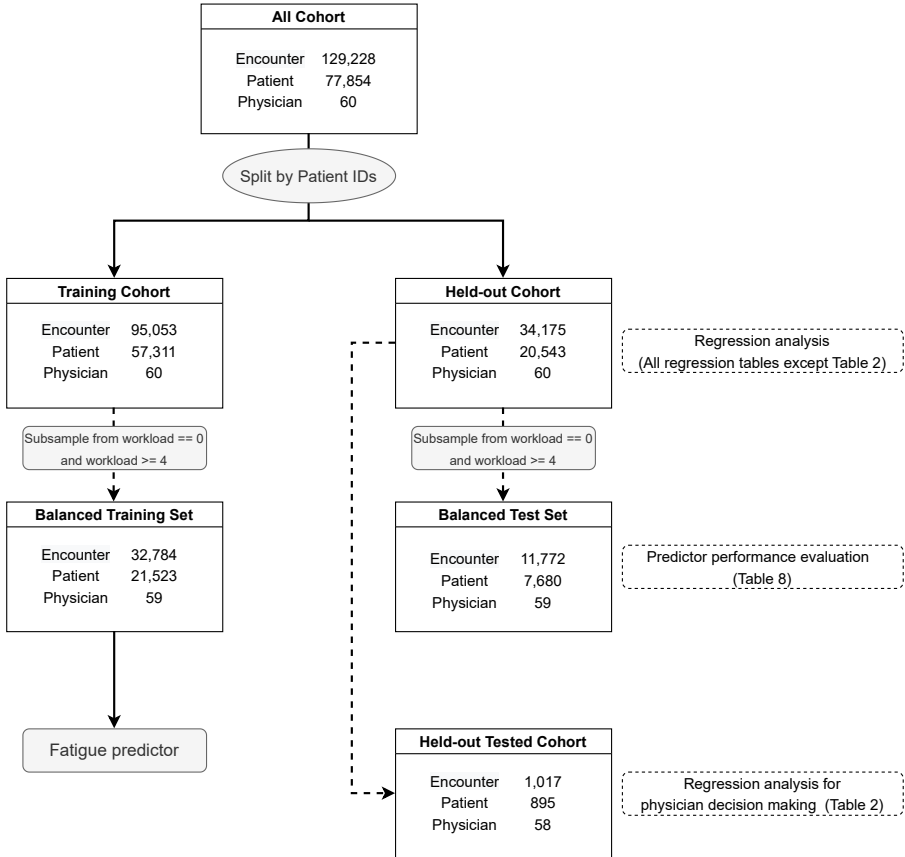 All Cohort
Encounter 129,228
Patient 77,854
Physician 60
Split by Patient IDs
Training Cohort
Encounter 95,053
Patient 57,311
Physician 60
Held-out Cohort
Encounter 34,175
Patient 20,543
Physician 60
Regression analysis
(All regression tables except Table 2)
Subsample from workload == 0
and workload >= 4
Subsample from workload == 0
and workload >= 4
Balanced Training Set
Encounter 32,784
Patient 21,523
Physician 59
Balanced Test Set
Encounter 11,772
Patient 7,680
Physician 59
Predictor performance evaluation
(Table 8)
Fatigue predictor
Held-out Tested Cohort
Encounter 1,017
Patient 895
Physician 58
Regression analysis for
physician decision making (Table 2)